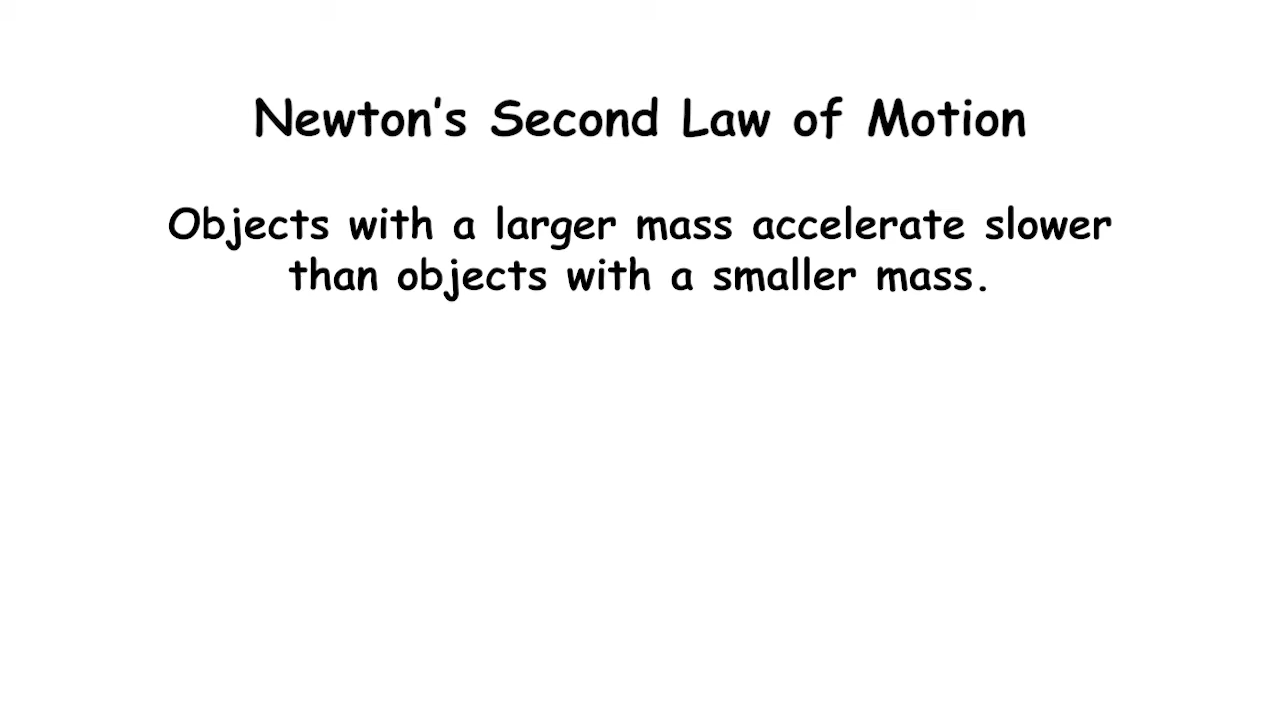 Newton's Second Law of Motion
Objects with a larger mass accelerate slower
than objects with a smaller mass.